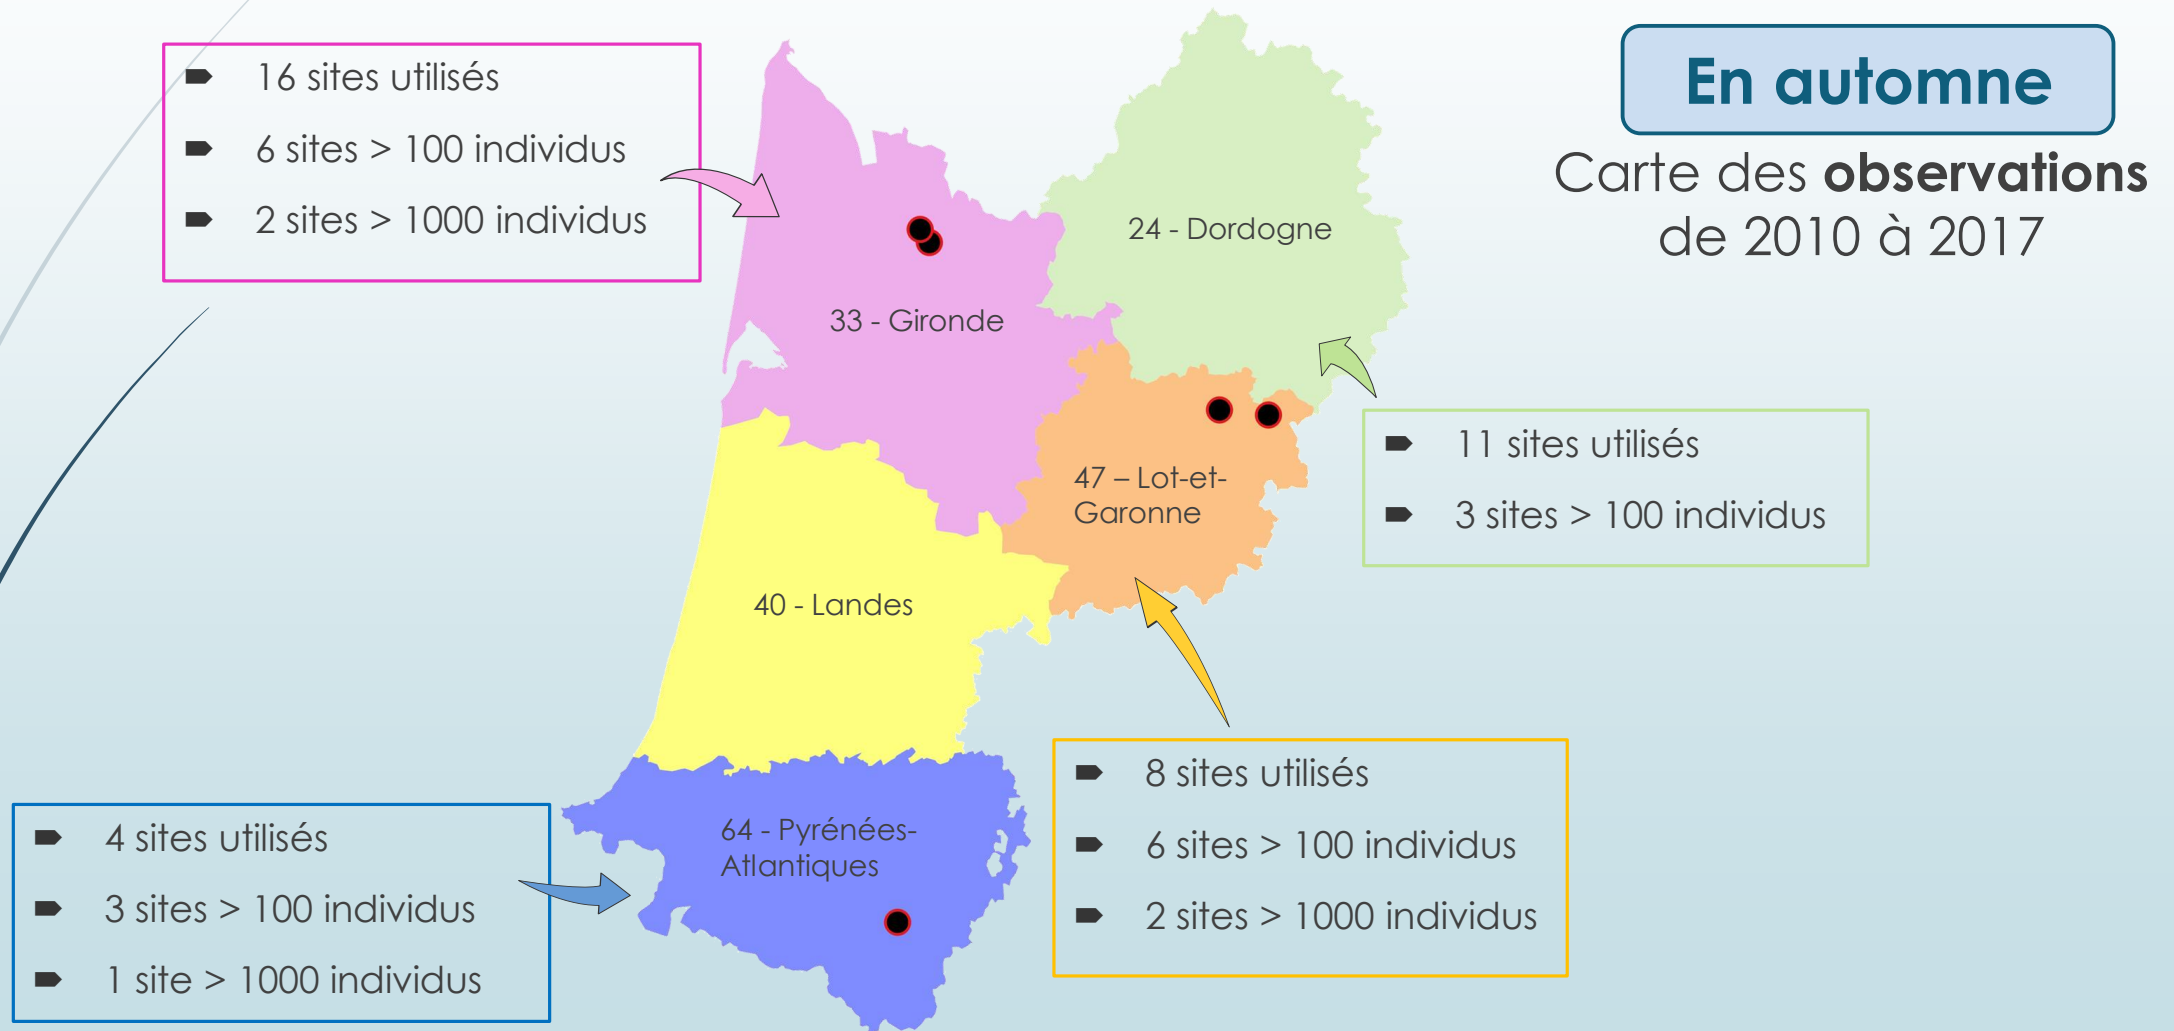 En automne
Carte des observations
de 2010 à 2017
16 sites utilisés
6 sites > 100 individus
2 sites > 1000 individus
24 - Dordogne
33 - Gironde
11 sites utilisés
3 sites > 100 individus
47 – Lot-et-
Garonne
40 - Landes
8 sites utilisés
6 sites > 100 individus
2 sites > 1000 individus
64 - Pyrénées-
Atlantiques
4 sites utilisés
3 sites > 100 individus
1 site > 1000 individus